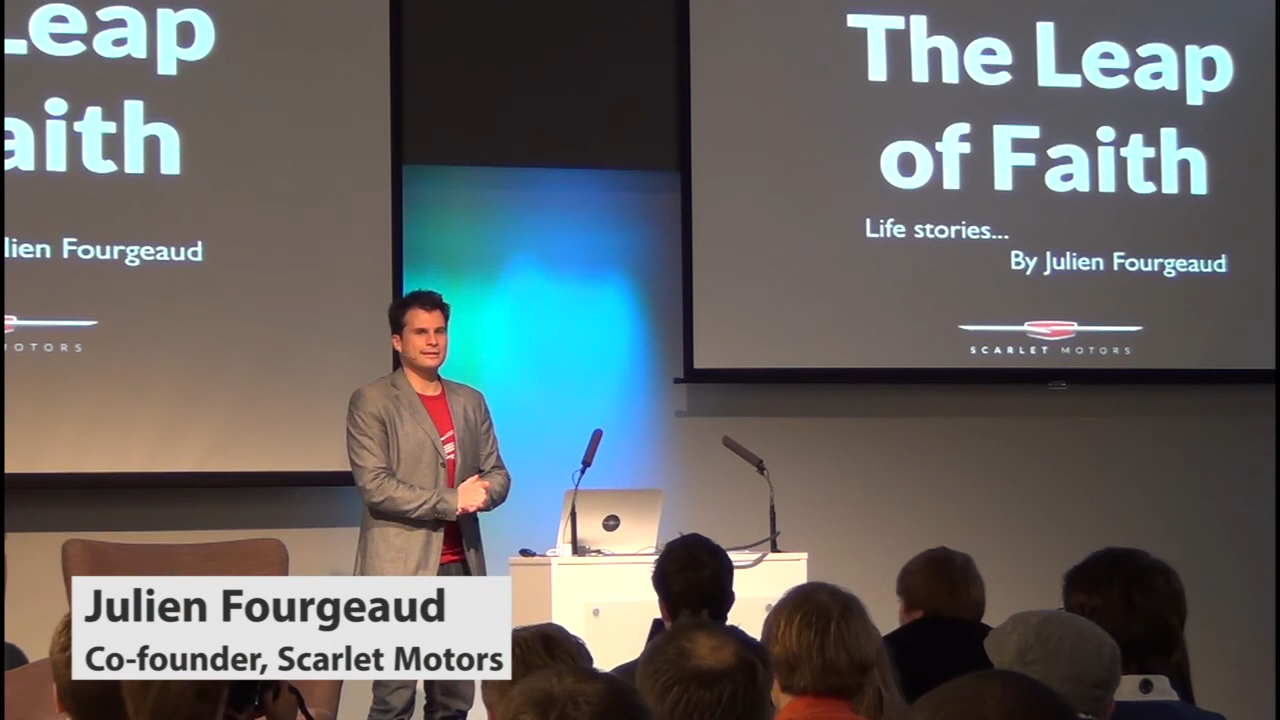 Leap
aith
lien Fourgeaud
MOTORS
The Leap
of Faith
Life stories...
By Julien Fourgeaud
SCARLET MOTORS
Julien Fourgeaud
Co-founder, Scarlet Motors